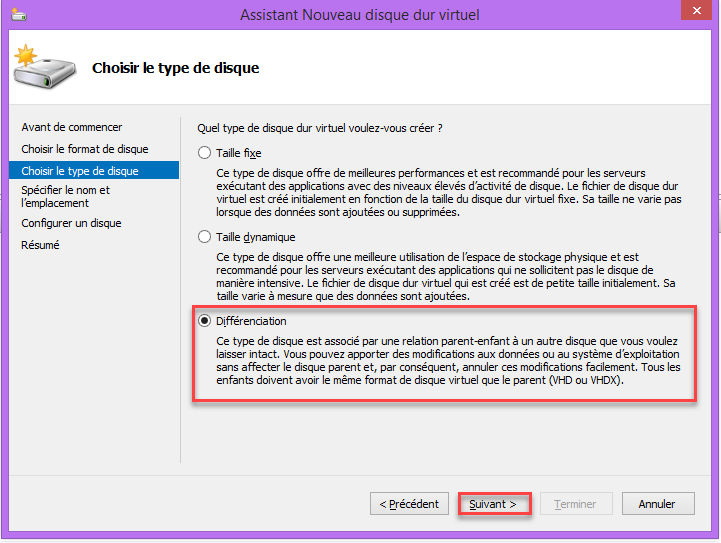 Assistant Nouveau disque dur virtuel
Choisir le type de disque
Avant de commencer
Choisir le format de disque
Choisir le type de disque
Spécifier le nom et
l'emplacement
Configurer un disque
Résumé
Quel type de disque dur virtuel voulez-vous créer ?
Taille fixe
Ce type de disque offre de meilleures performances et est recommandé pour les serveurs
exécutant des applications avec des niveaux élevés d'activité de disque. Le fichier de disque dur
virtuel est créé initialement en fonction de la taille du disque dur virtuel fixe. Sa taille ne varie pas
lorsque des données sont ajoutées ou supprimées.
Taille dynamique
Ce type de disque offre une meilleure utilisation de l'espace de stockage physique et est
recommandé pour les serveurs exécutant des applications qui ne sollicitent pas le disque de
manière intensive. Le fichier de disque dur virtuel qui est créé est de petite taille initialement. Sa
taille varie à mesure que des données sont ajoutées.
Différenciation
Ce type de disque est associé par une relation parent-enfant à un autre disque que vous voulez
laisser intact. Vous pouvez apporter des modifications aux données ou au système d'exploitation
sans affecter le disque parent et, par conséquent, annuler ces modifications facilement. Tous les
enfants doivent avoir le même format de disque virtuel que le parent (VHD ou VHDX).
< Précédent
Suivant >
Terminer
Annuler